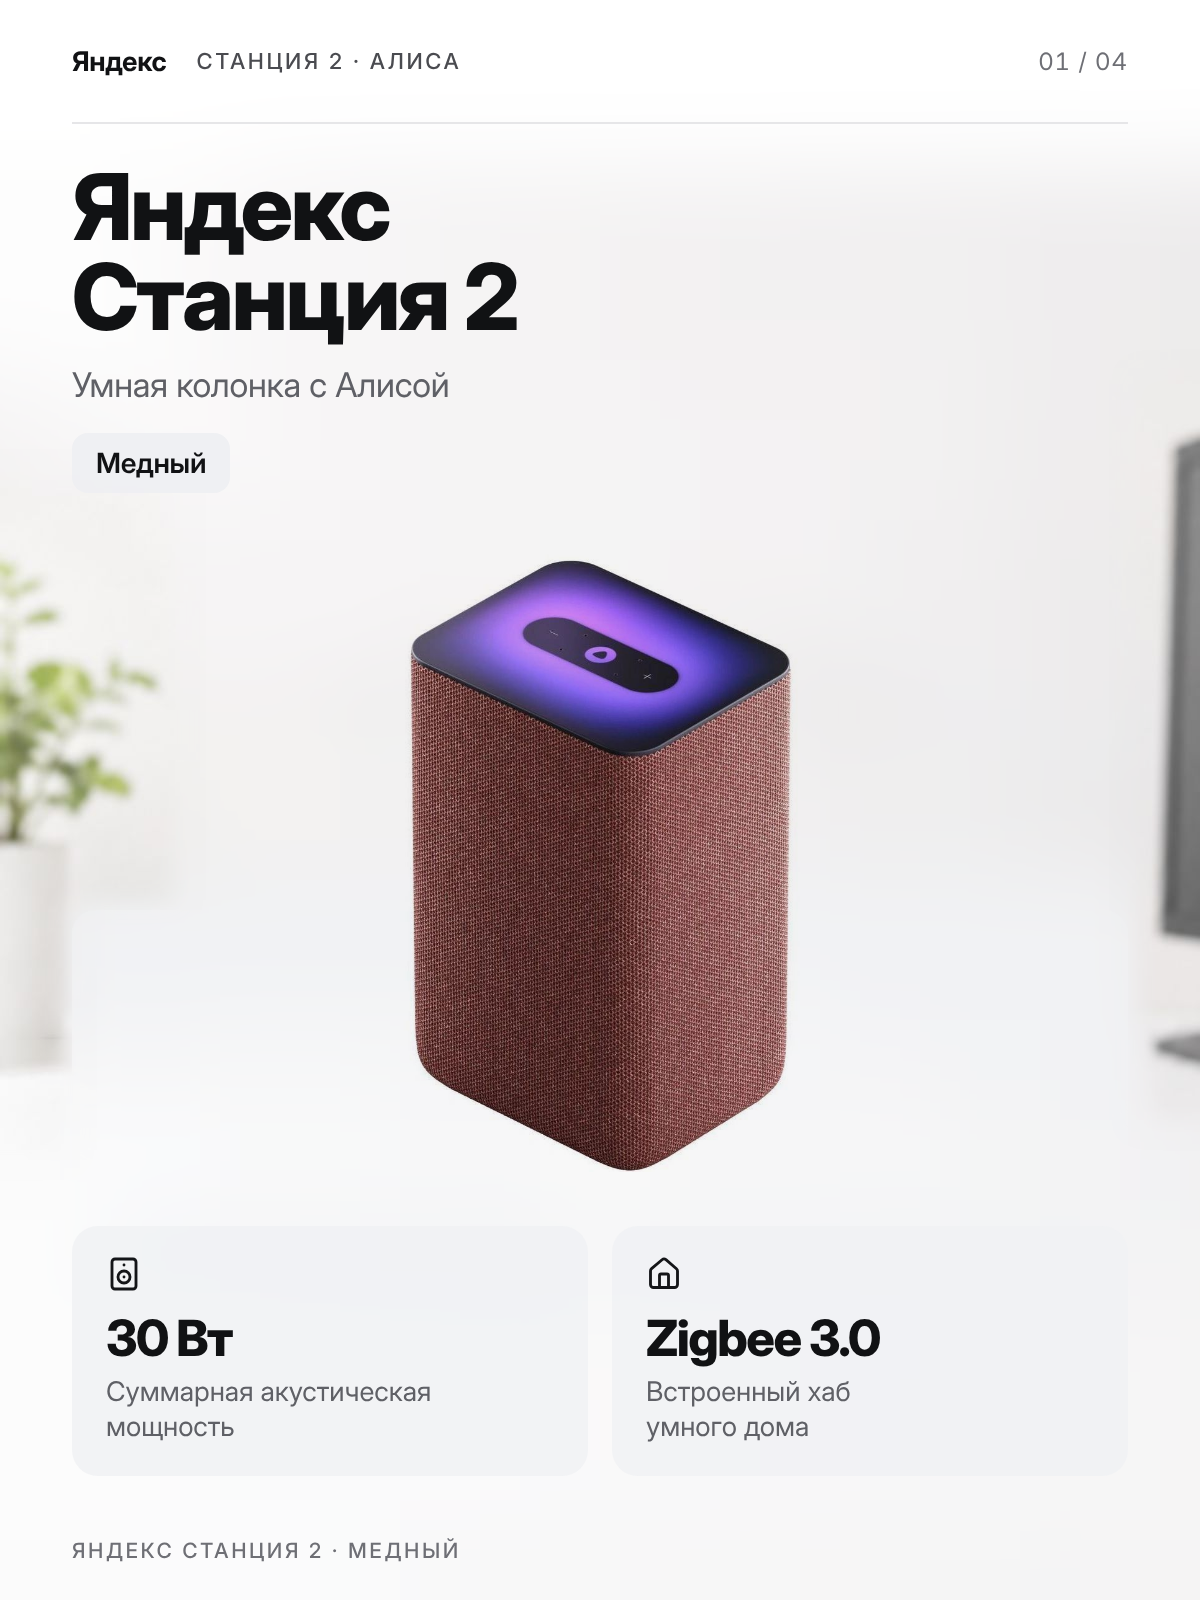 Яндекс СТАНЦИЯ 2 · АЛИСА 01 / 04
Яндекс
Станция 2
Умная колонка с Алисой
Медный
30 Вт
Суммарная акустическая
мощность
Zigbee 3.0
Встроенный хаб
умного дома
ЯНДЕКС СТАНЦИЯ 2 · МЕДНЫЙ